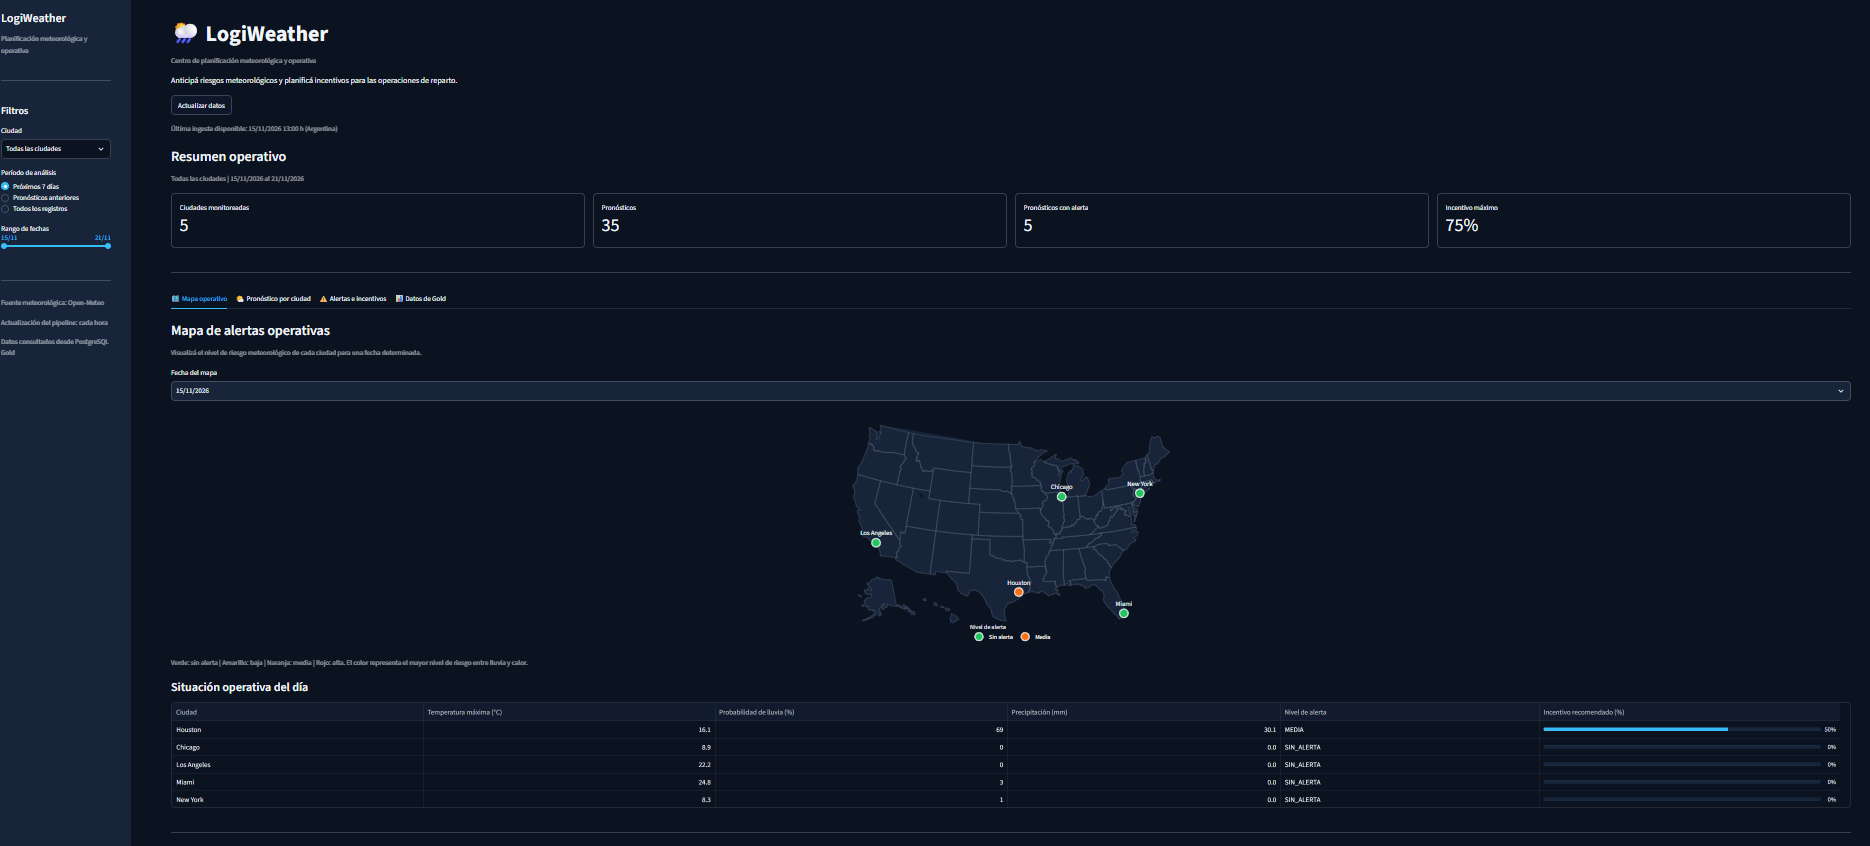 LogiWeather
Planificación meteorológica y
operativa
Filtros
Ciudad
Todas las ciudades
Período de análisis
Próximos 7 días
Pronósticos anteriores
Todos los registros
Rango de fechas
15/11 21/11
Fuente meteorológica: Open-Meteo
Actualización del pipeline: cada hora
Datos consultados desde PostgreSQL
Gold
LogiWeather
Centro de planificación meteorológica y operativa
Anticipá riesgos meteorológicos y planificá incentivos para las operaciones de reparto.
Actualizar datos
Última ingesta disponible: 15/11/2026 13:00 h (Argentina)
Resumen operativo
Todas las ciudades | 15/11/2026 al 21/11/2026
Ciudades monitoreadas
5
Pronósticos
35
Pronósticos con alerta
5
Incentivo máximo
75%
Mapa operativo Pronóstico por ciudad Alertas e incentivos Datos de Gold
Mapa de alertas operativas
Visualizá el nivel de riesgo meteorológico de cada ciudad para una fecha determinada.
Fecha del mapa
15/11/2026
Chicago
New York
Los Angeles
Houston
Miami
Nivel de alerta
Sin alerta Media
Verde: sin alerta | Amarillo: baja | Naranja: media | Rojo: alta. El color representa el mayor nivel de riesgo entre lluvia y calor.
Situación operativa del día
Ciudad Temperatura máxima (°C) Probabilidad de lluvia (%) Precipitación (mm) Nivel de alerta Incentivo recomendado (%)
Houston 16.1 69 30.1 MEDIA 50%
Chicago 8.9 0 0.0 SIN_ALERTA 0%
Los Angeles 22.2 0 0.0 SIN_ALERTA 0%
Miami 24.8 3 0.0 SIN_ALERTA 0%
New York 8.3 1 0.0 SIN_ALERTA 0%